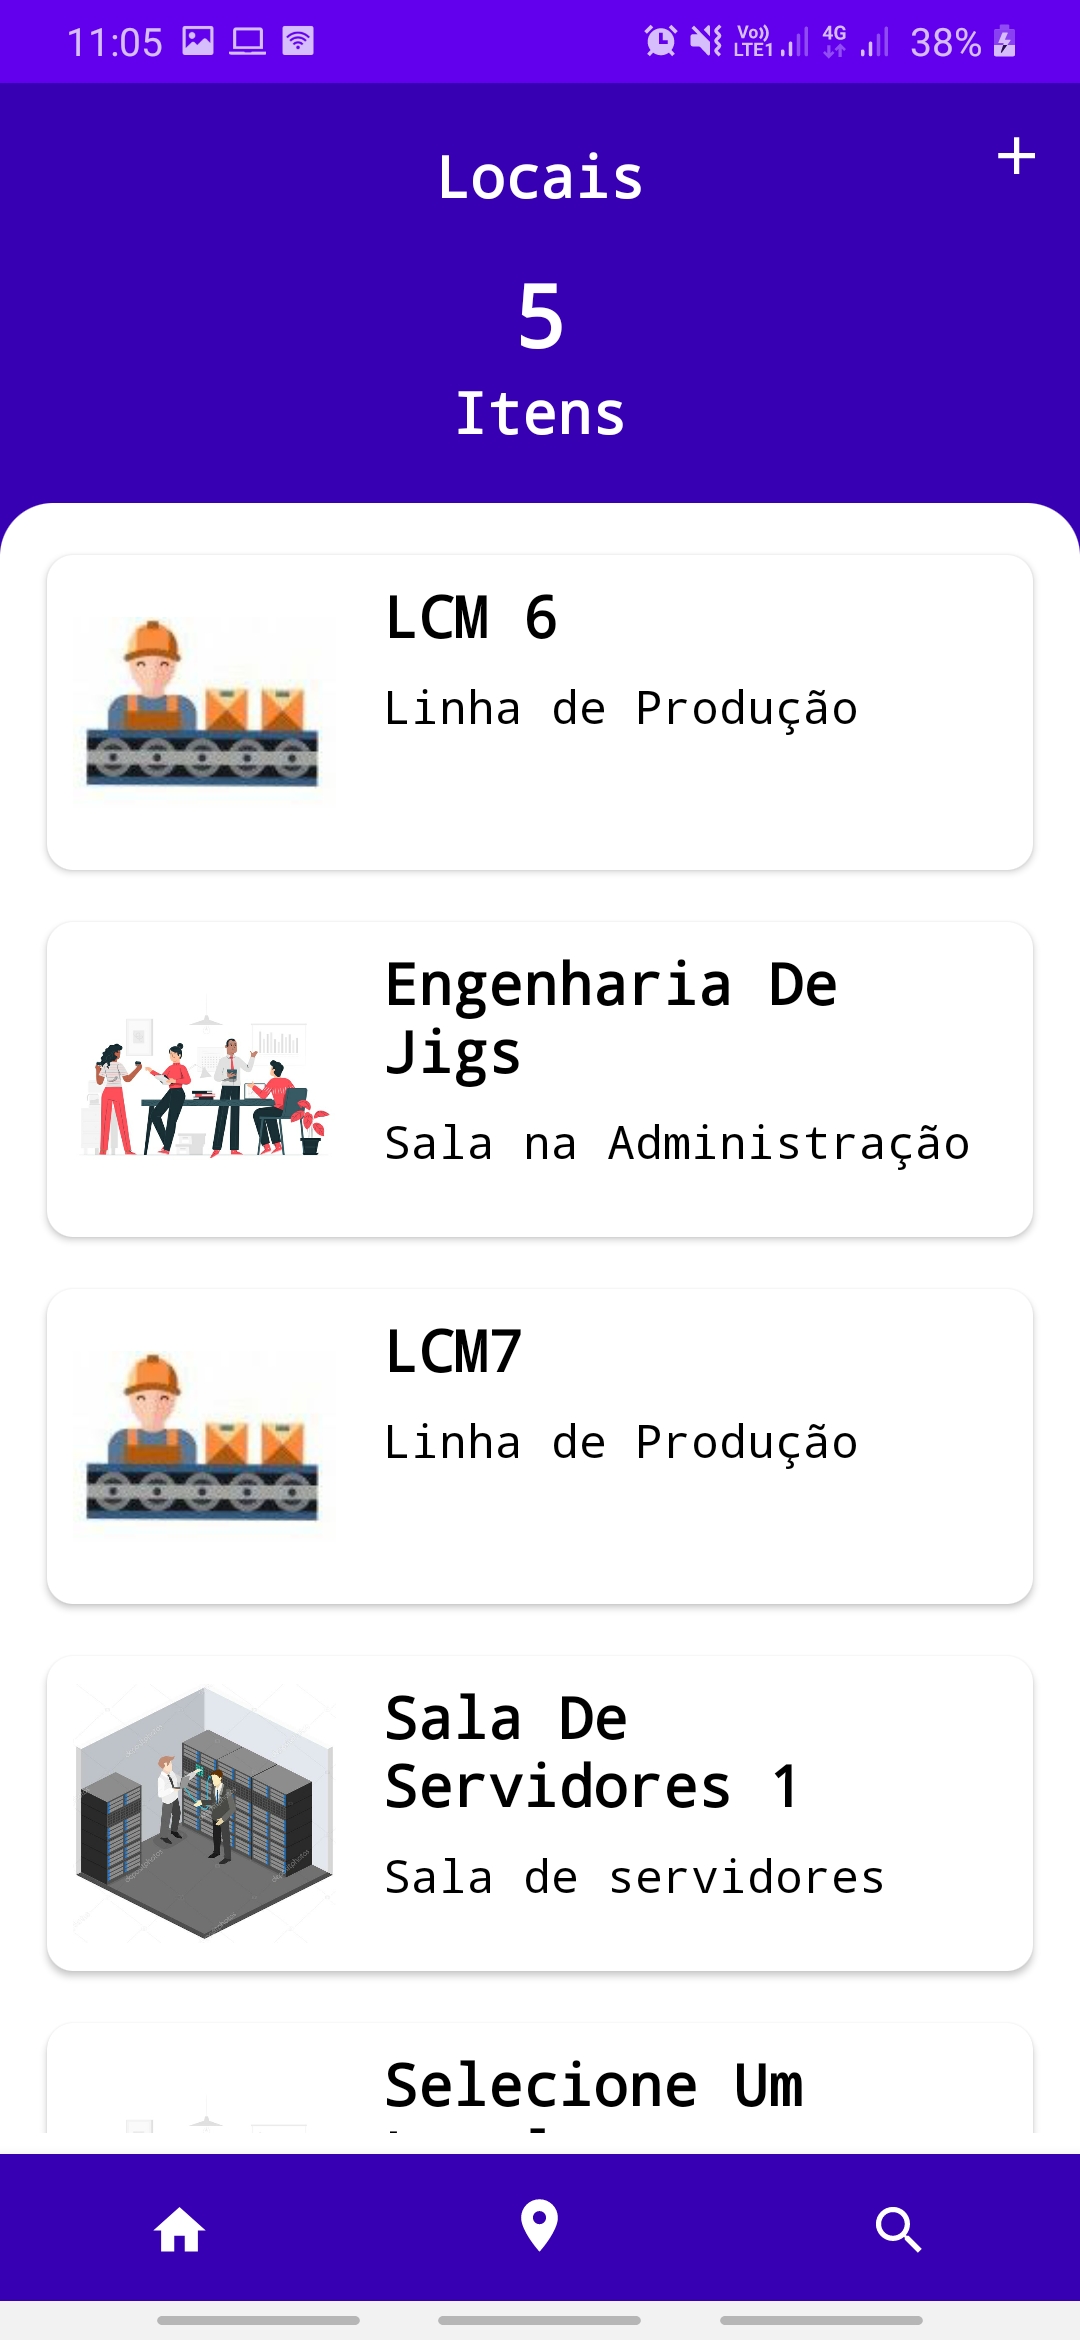 11:05
Vo)) LTE1 4G 38%
Locais
5
Itens
LCM 6
Linha de Produção
Engenharia De
Jigs
Sala na Administração
LCM7
Linha de Produção
Sala De
Servidores 1
Sala de servidores
Selecione Um